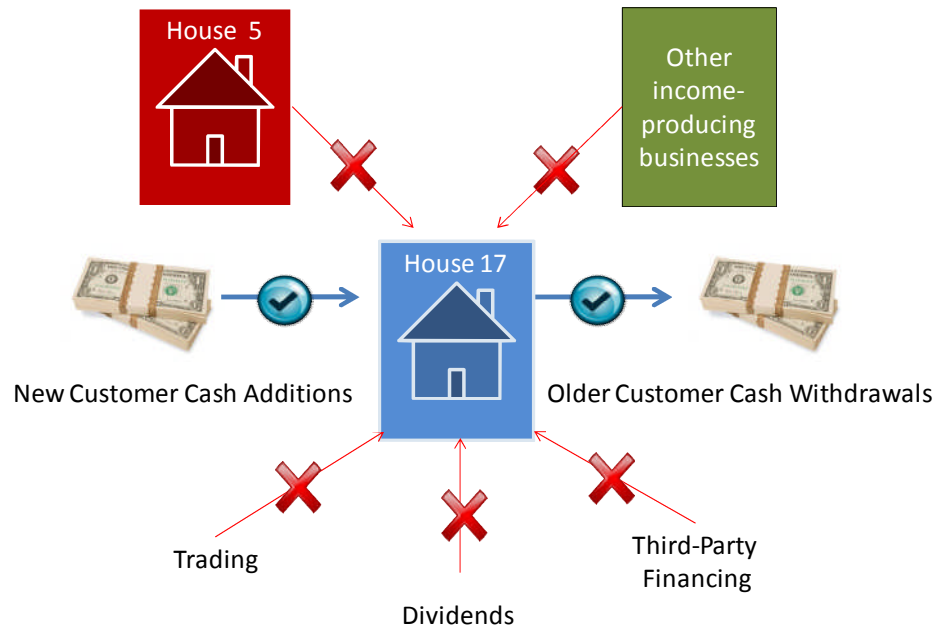 House 5
Other
income-
producing
businesses
House 17
New Customer Cash Additions
Older Customer Cash Withdrawals
Trading
Dividends
Third-Party
Financing